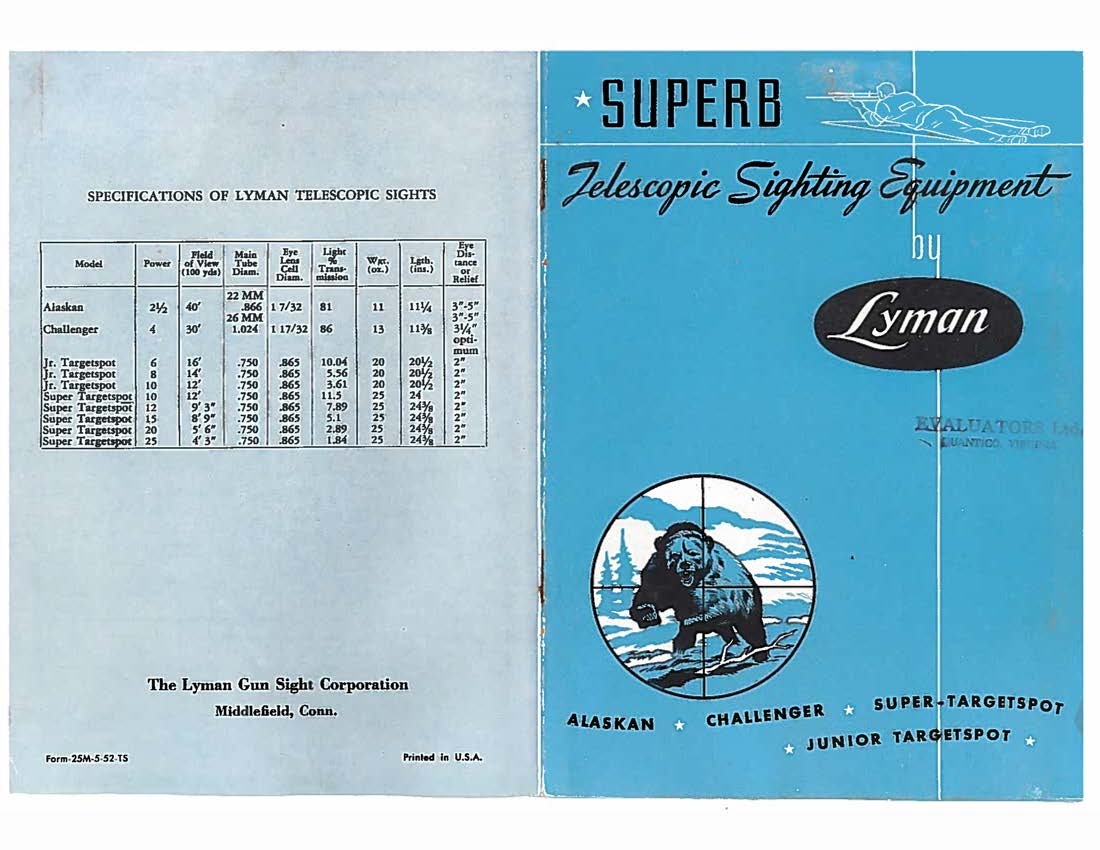 SPECIFICATIONS OF LYMAN TELESCOPIC SIGHTS
Model Power Field of View (100 yds) Main Tube Diam. Eye Lens Cell Diam. Light % Trans-mission Wgt. (oz.) Lgth. (ins.) Eye Dis-tance or Relief
22 MM
Alaskan 2½ 40' .866 1 7/32 81 11 11¼ 3"-5"
26 MM 3"-5"
Challenger 4 30' 1.024 1 17/32 86 13 11⅜ 3¼"
opti-
mum
Jr. Targetspot 6 16' .750 .865 10.04 20 20½ 2"
Jr. Targetspot 8 14' .750 .865 5.56 20 20½ 2"
Jr. Targetspot 10 12' .750 .865 3.61 20 20½ 2"
Super Targetspot 10 12' .750 .865 11.5 25 24 2"
Super Targetspot 12 9' 3" .750 .865 7.89 25 24⅜ 2"
Super Targetspot 15 8' 9" .750 .865 5.1 25 24⅜ 2"
Super Targetspot 20 5' 6" .750 .865 2.89 25 24⅜ 2"
Super Targetspot 25 4' 3" .750 .865 1.84 25 24⅜ 2"
The Lyman Gun Sight Corporation
Middlefield, Conn.
Form-25M-5-52-TS Printed in U.S.A.
SUPERB
Telescopic Sighting Equipment
by
Lyman
EVALUATORS Ltd.
QUANTICO, VIRGINIA
ALASKAN ★ CHALLENGER ★ SUPER-TARGETSPOT
★ JUNIOR TARGETSPOT ★